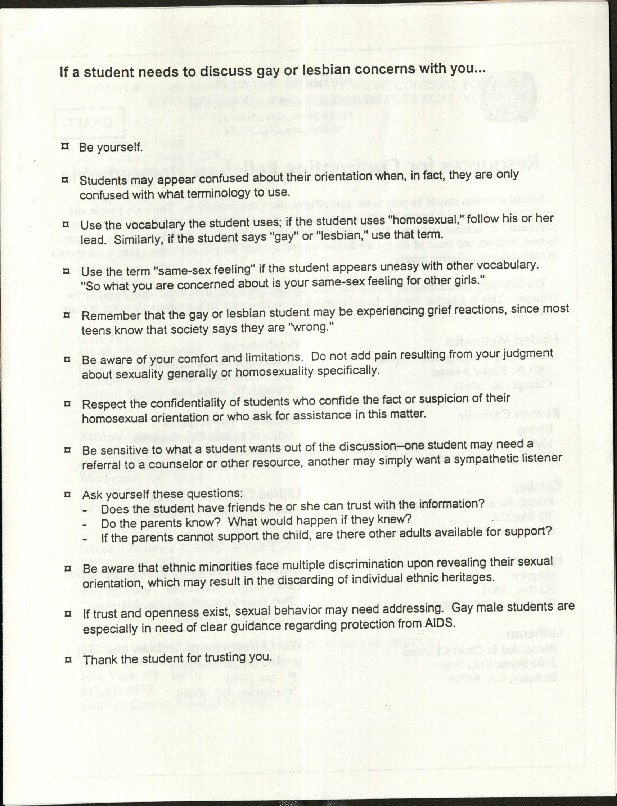 If a student needs to discuss gay or lesbian concerns with you...
¤ Be yourself.
¤ Students may appear confused about their orientation when, in fact, they are only
confused with what terminology to use.
¤ Use the vocabulary the student uses; if the student uses "homosexual," follow his or her
lead. Similarly, if the student says "gay" or "lesbian," use that term.
¤ Use the term "same-sex feeling" if the student appears uneasy with other vocabulary.
"So what you are concerned about is your same-sex feeling for other girls."
¤ Remember that the gay or lesbian student may be experiencing grief reactions, since most
teens know that society says they are "wrong."
¤ Be aware of your comfort and limitations. Do not add pain resulting from your judgment
about sexuality generally or homosexuality specifically.
¤ Respect the confidentiality of students who confide the fact or suspicion of their
homosexual orientation or who ask for assistance in this matter.
¤ Be sensitive to what a student wants out of the discussion—one student may need a
referral to a counselor or other resource, another may simply want a sympathetic listener
¤ Ask yourself these questions:
- Does the student have friends he or she can trust with the information?
- Do the parents know? What would happen if they knew?
- If the parents cannot support the child, are there other adults available for support?
¤ Be aware that ethnic minorities face multiple discrimination upon revealing their sexual
orientation, which may result in the discarding of individual ethnic heritages.
¤ If trust and openness exist, sexual behavior may need addressing. Gay male students are
especially in need of clear guidance regarding protection from AIDS.
¤ Thank the student for trusting you.